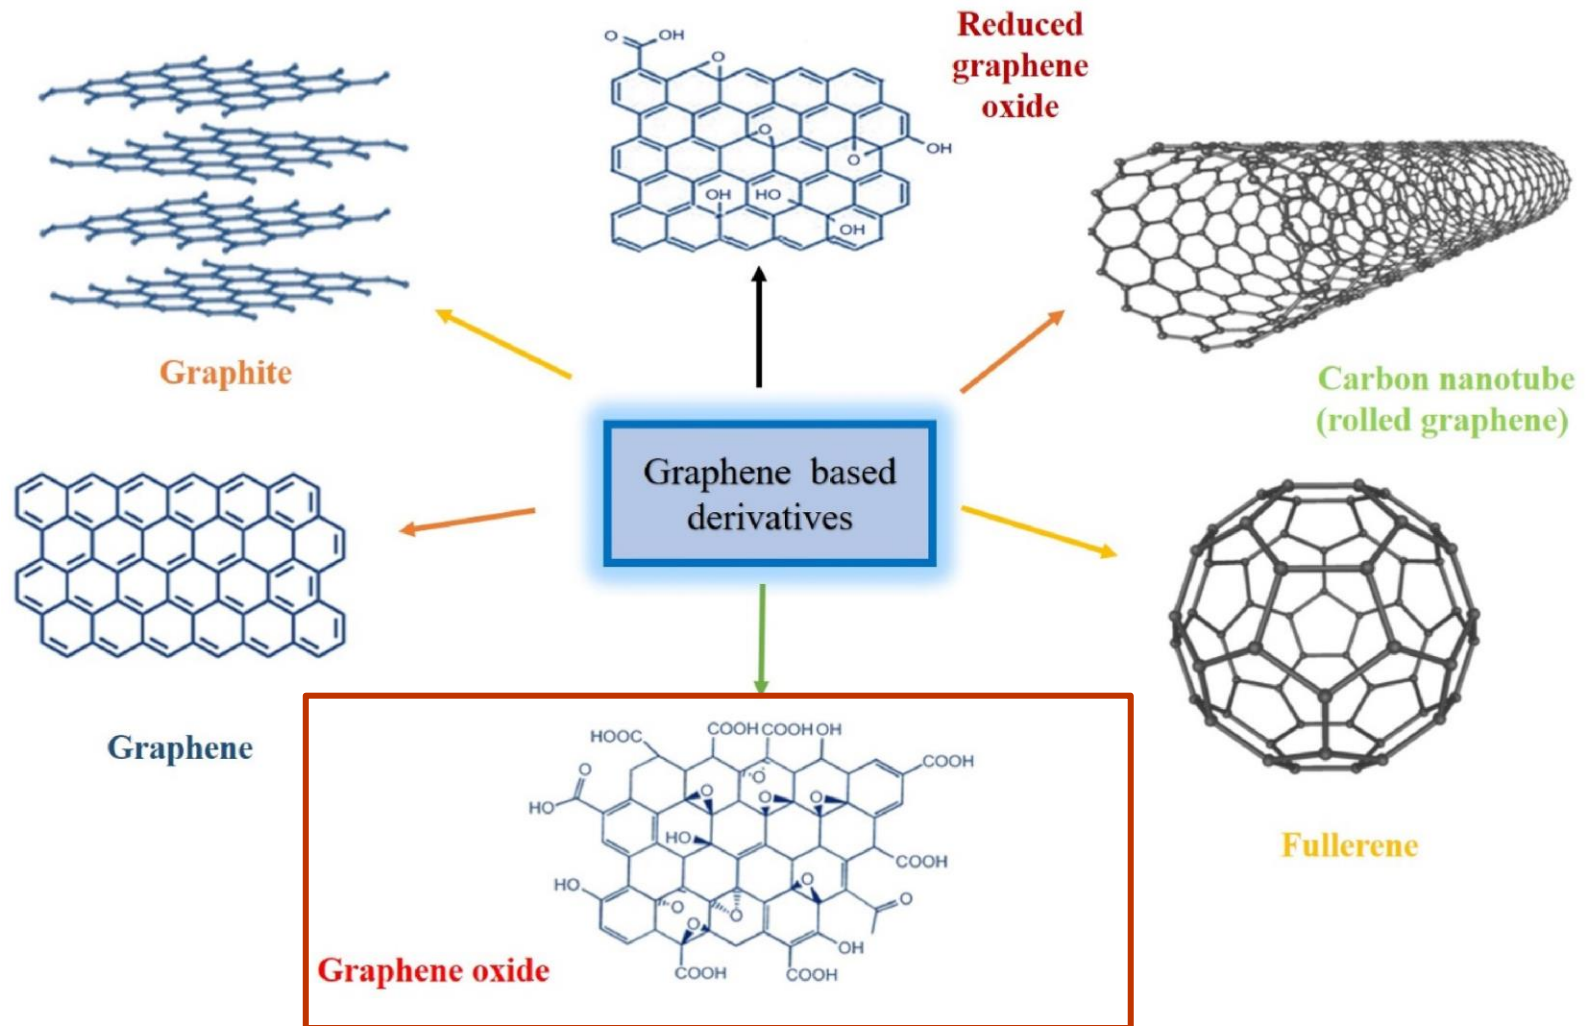 Reduced
graphene
oxide
O
OH
O
O
O
OH
OH
HO
OH
Graphite
Carbon nanotube
(rolled graphene)
Graphene based
derivatives
Graphene
Fullerene
HOOC
COOH
COOH
OH
COOH
O
HO
O
O
O
O
HO
COOH
HO
O
O
O
O
O
OH
COOH
COOH
Graphene oxide